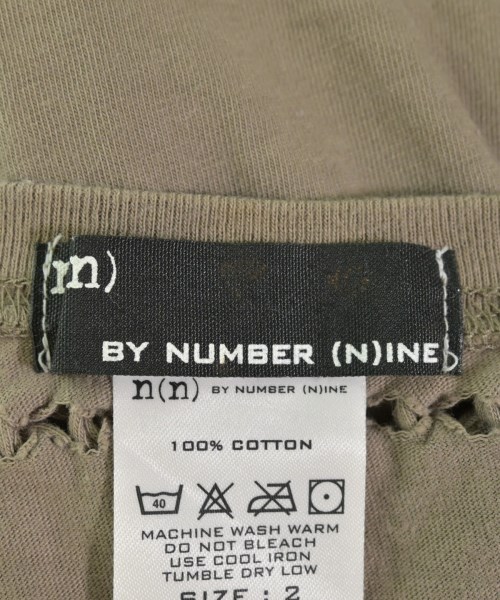 n(n)
BY NUMBER (N)INE
n(n) BY NUMBER (N)INE
100% COTTON
40
MACHINE WASH WARM
DO NOT BLEACH
USE COOL IRON
TUMBLE DRY LOW
SIZE : 2